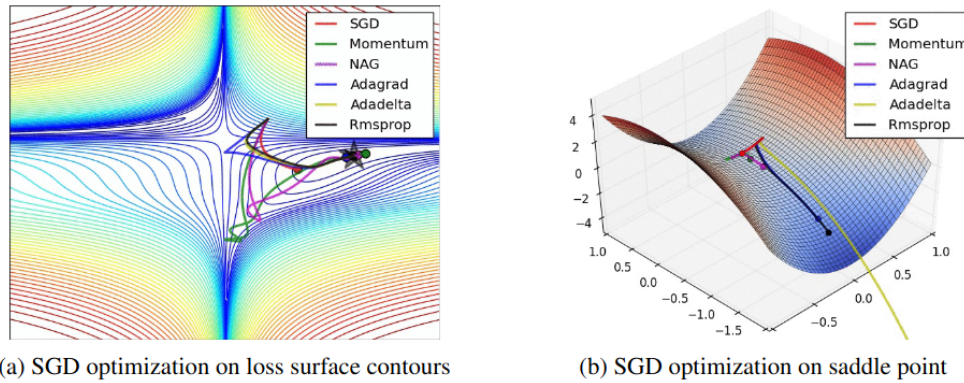 SGD
Momentum
NAG
Adagrad
Adadelta
Rmsprop
SGD
Momentum
NAG
Adagrad
Adadelta
Rmsprop
4
2
0
−2
−4
1.0
0.5
0.0
−0.5
−1.0
−1.5
−0.5
0.0
0.5
1.0
(a) SGD optimization on loss surface contours
(b) SGD optimization on saddle point